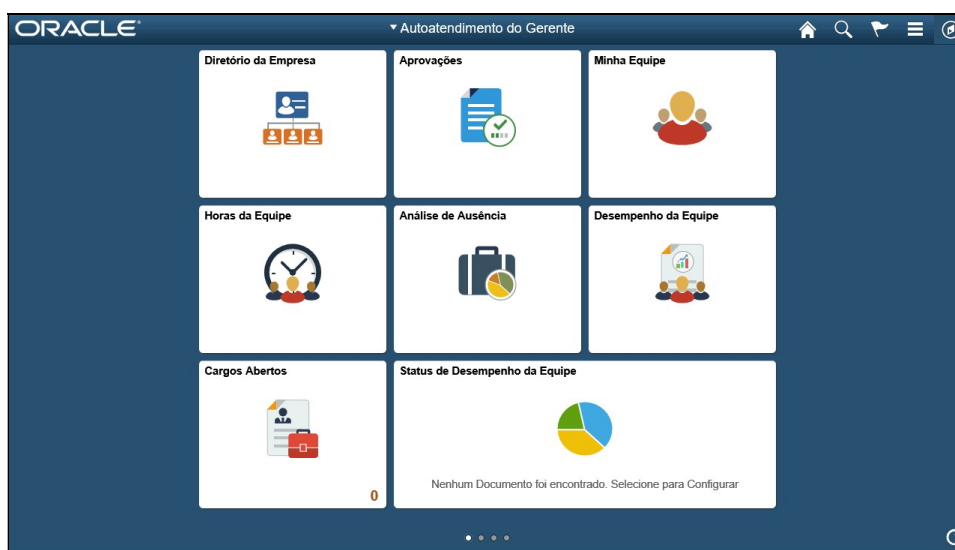 ORACLE
Autoatendimento do Gerente
Diretório da Empresa
Aprovações
Minha Equipe
Horas da Equipe
Análise de Ausência
Desempenho da Equipe
Cargos Abertos
0
Status de Desempenho da Equipe
Nenhum Documento foi encontrado. Selecione para Configurar